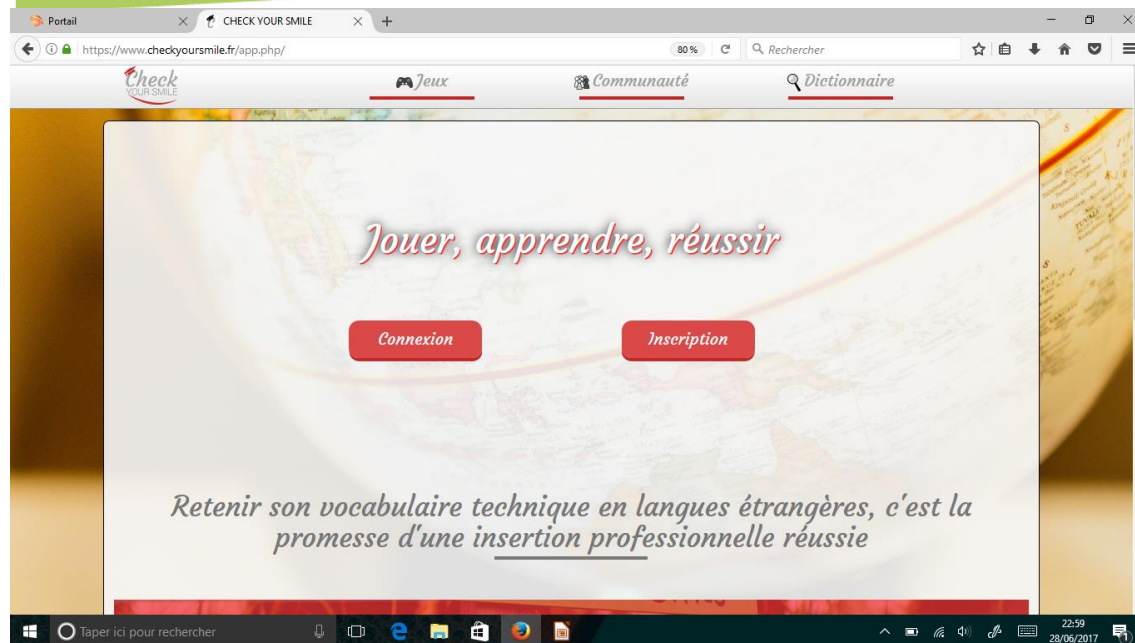 Portail
CHECK YOUR SMILE
https://www.checkyoursmile.fr/app.php/
80 %
Rechercher
Check
YOUR SMILE
Jeux
Communauté
Dictionnaire
Jouer, apprendre, réussir
Connexion
Inscription
Retenir son vocabulaire technique en langues étrangères, c'est la
promesse d'une insertion professionnelle réussie
Taper ici pour rechercher
22:59
28/06/2017